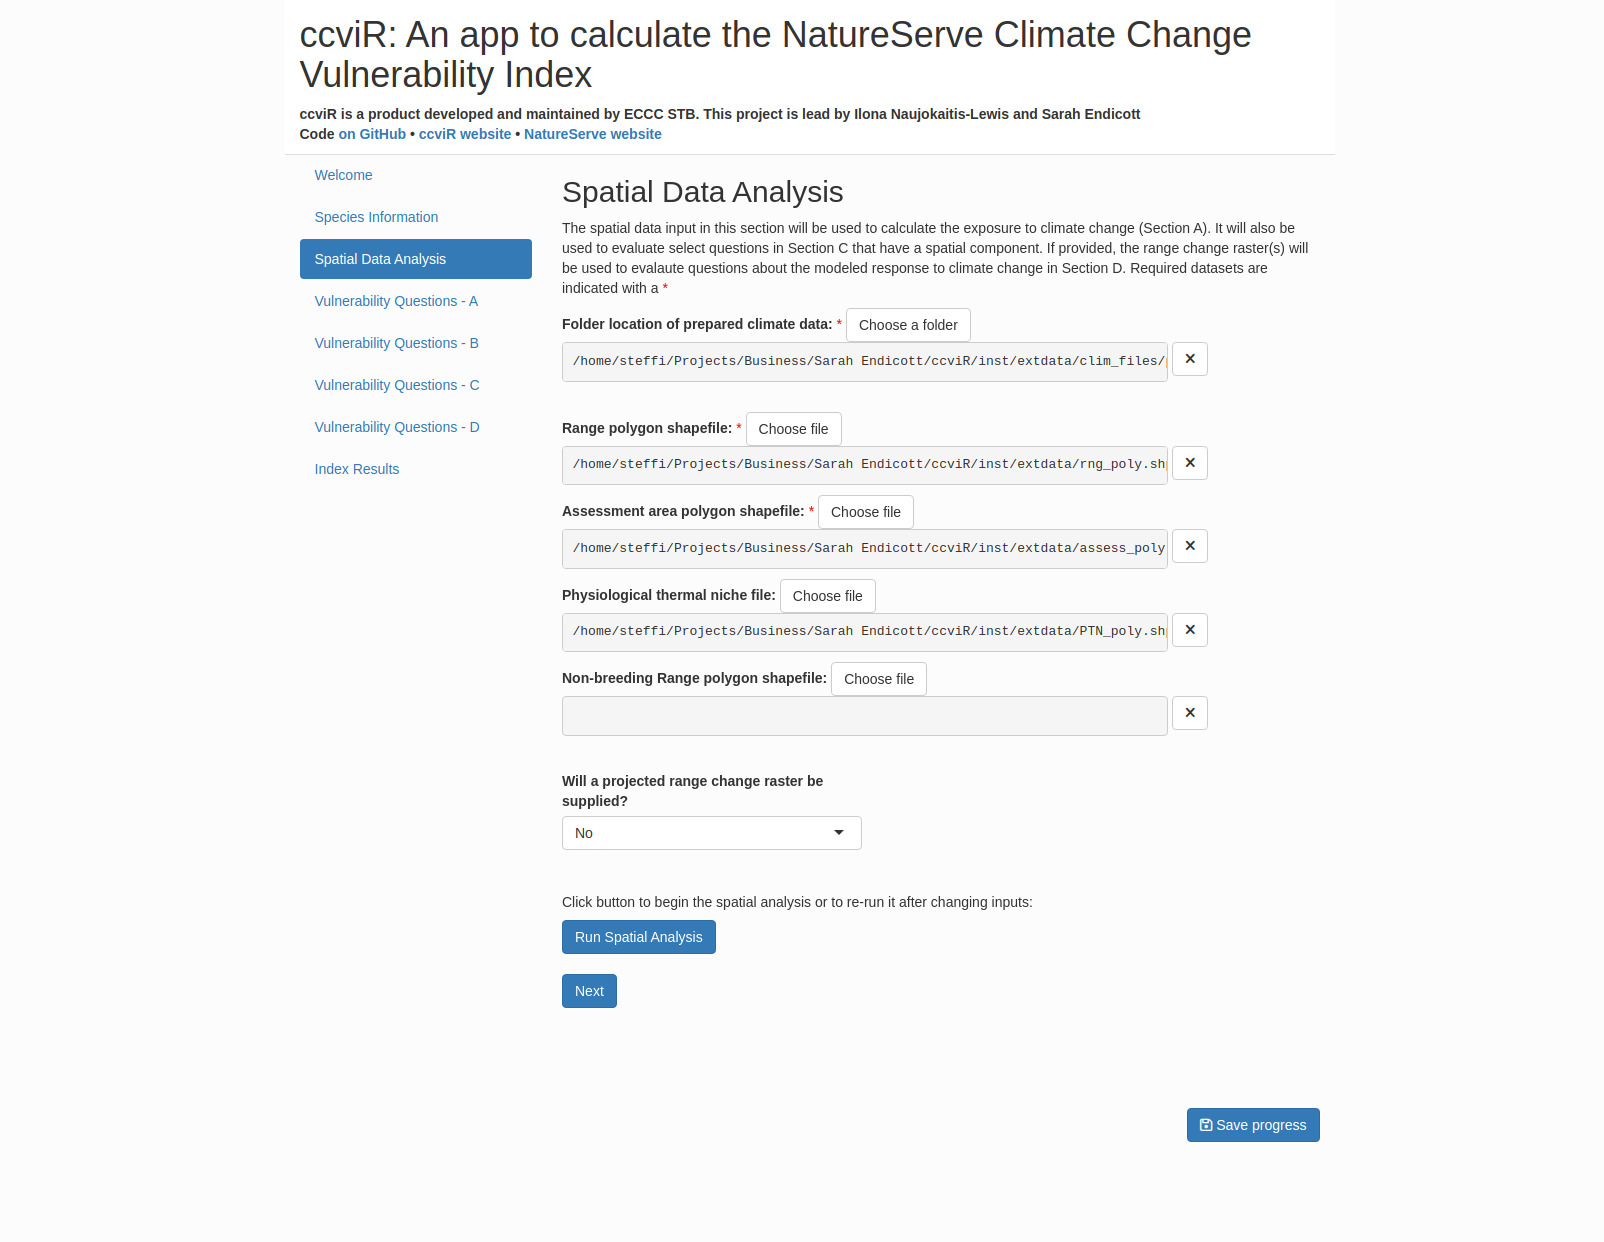 ccviR: An app to calculate the NatureServe Climate Change
Vulnerability Index
ccviR is a product developed and maintained by ECCC STB. This project is lead by Ilona Naujokaitis-Lewis and Sarah Endicott
Code on GitHub • ccviR website • NatureServe website
Welcome
Species Information
Spatial Data Analysis
Vulnerability Questions - A
Vulnerability Questions - B
Vulnerability Questions - C
Vulnerability Questions - D
Index Results
Spatial Data Analysis
The spatial data input in this section will be used to calculate the exposure to climate change (Section A). It will also be
used to evaluate select questions in Section C that have a spatial component. If provided, the range change raster(s) will
be used to evalaute questions about the modeled response to climate change in Section D. Required datasets are
indicated with a *
Folder location of prepared climate data: * Choose a folder
/home/steffi/Projects/Business/Sarah Endicott/ccviR/inst/extdata/clim_files/
Range polygon shapefile: * Choose file
/home/steffi/Projects/Business/Sarah Endicott/ccviR/inst/extdata/rng_poly.shp
Assessment area polygon shapefile: * Choose file
/home/steffi/Projects/Business/Sarah Endicott/ccviR/inst/extdata/assess_poly
Physiological thermal niche file: Choose file
/home/steffi/Projects/Business/Sarah Endicott/ccviR/inst/extdata/PTN_poly.shp
Non-breeding Range polygon shapefile: Choose file
Will a projected range change raster be
supplied?
No
Click button to begin the spatial analysis or to re-run it after changing inputs:
Run Spatial Analysis
Next
Save progress